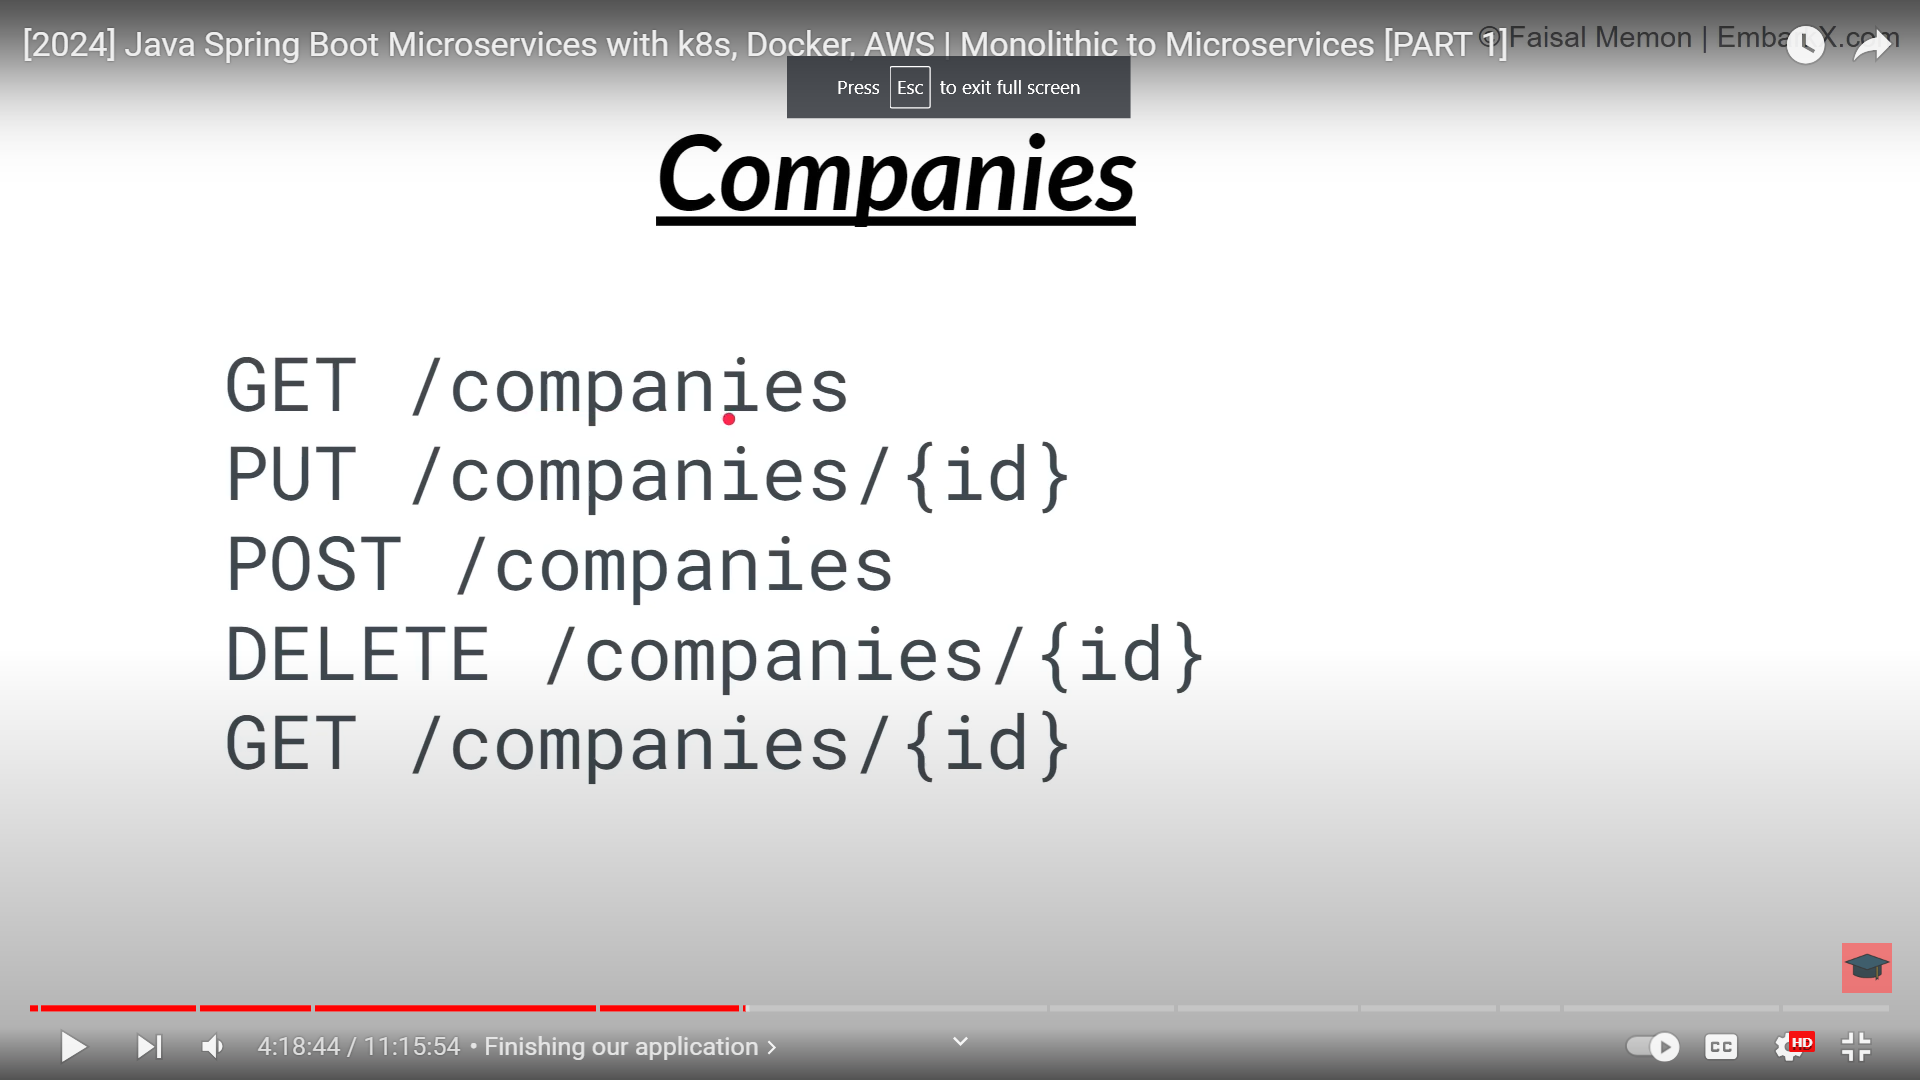 [2024] Java Spring Boot Microservices with k8s, Docker, AWS | Monolithic to Microservices [PART 1]
© Faisal Memon | EmbarkX.com
Press Esc to exit full screen
Companies
GET /companies
PUT /companies/{id}
POST /companies
DELETE /companies/{id}
GET /companies/{id}
4:18:44 / 11:15:54 • Finishing our application >
CC
HD